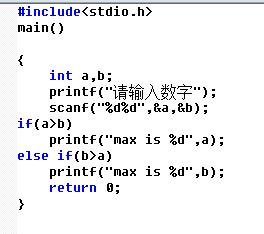 #include<stdio.h>
main()
{
int a,b;
printf("请输入数字");
scanf("%d%d",&a,&b);
if(a>b)
printf("max is %d",a);
else if(b>a)
printf("max is %d",b);
return 0;
}